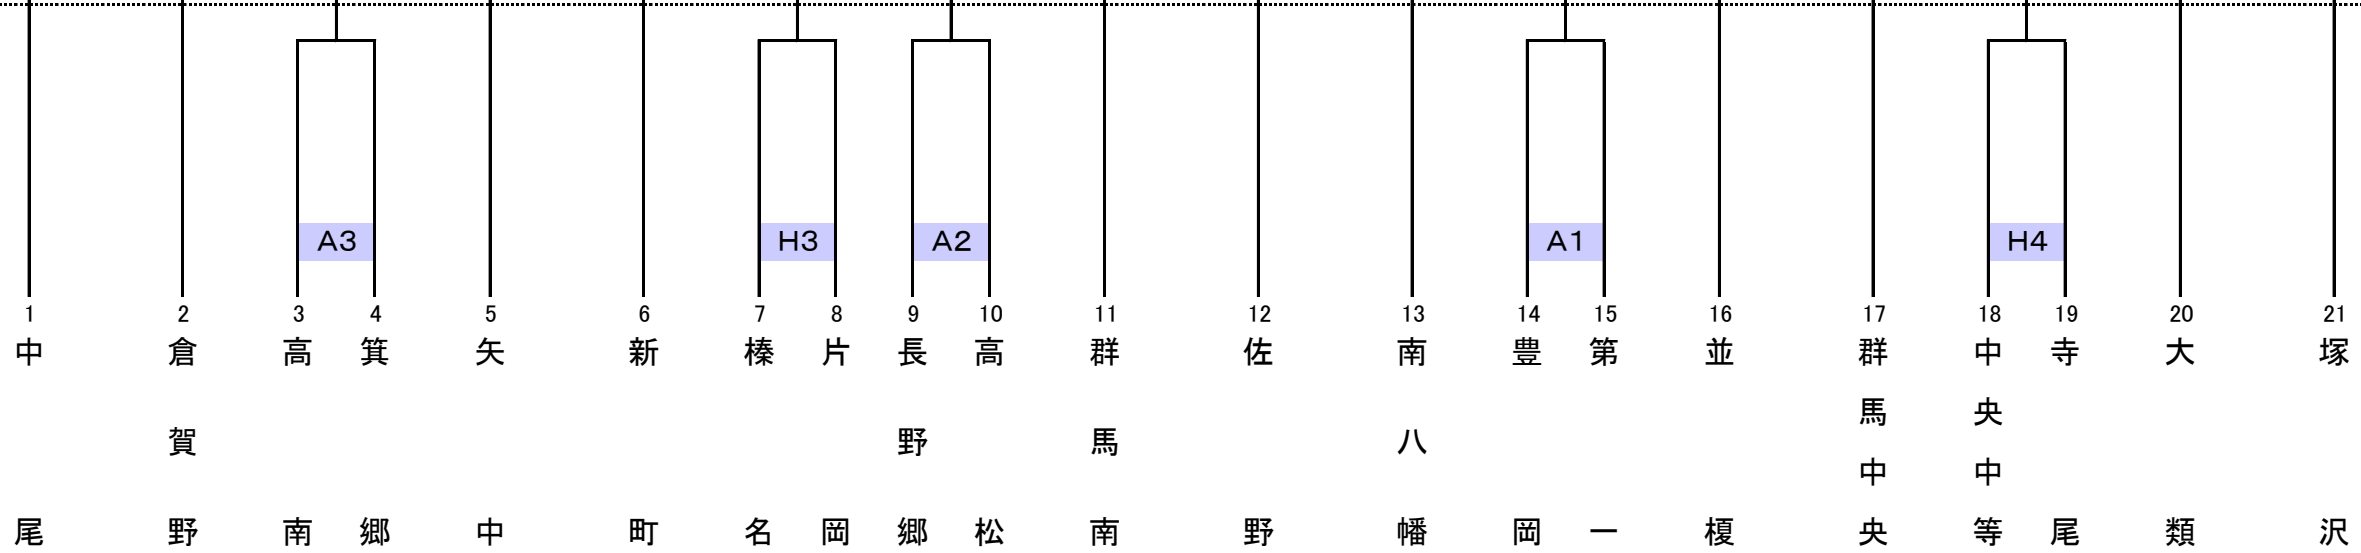 A3
H3
A2
A1
H4
1
2
3
4
5
6
7
8
9
10
11
12
13
14
15
16
17
18
19
20
21
中尾
倉賀野
高南
箕郷
矢中
新町
榛名
片岡
長野郷
高松
群馬南
佐野
南八幡
豊岡
第一
並榎
群馬中央
中央中等
寺尾
大類
塚沢